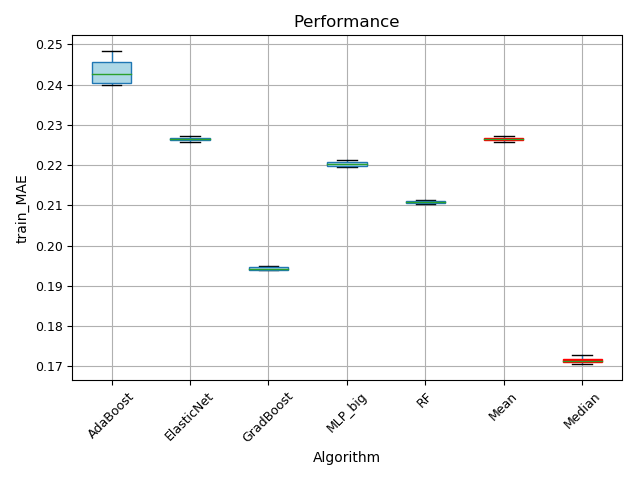 Performance
0.25
0.24
0.23
0.22
0.21
0.20
0.19
0.18
0.17
train_MAE
AdaBoost
ElasticNet
GradBoost
MLP_big
RF
Mean
Median
Algorithm